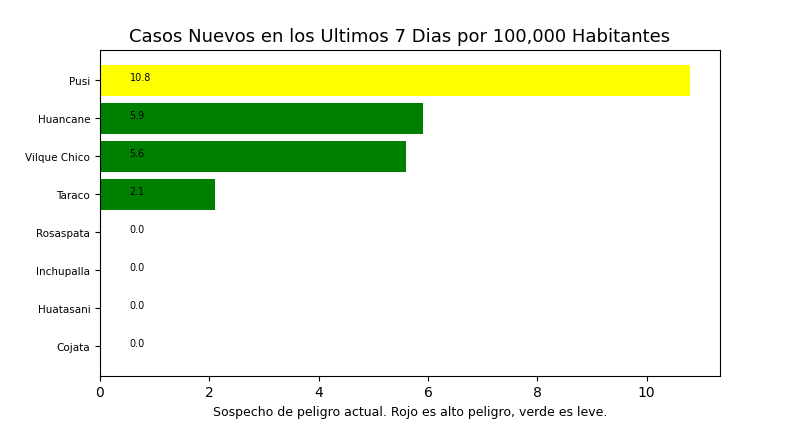 Casos Nuevos en los Ultimos 7 Dias por 100,000 Habitantes
Pusi 10.8
Huancane 5.9
Vilque Chico 5.6
Taraco 2.1
Rosaspata 0.0
Inchupalla 0.0
Huatasani 0.0
Cojata 0.0
0 2 4 6 8 10
Sospecho de peligro actual. Rojo es alto peligro, verde es leve.